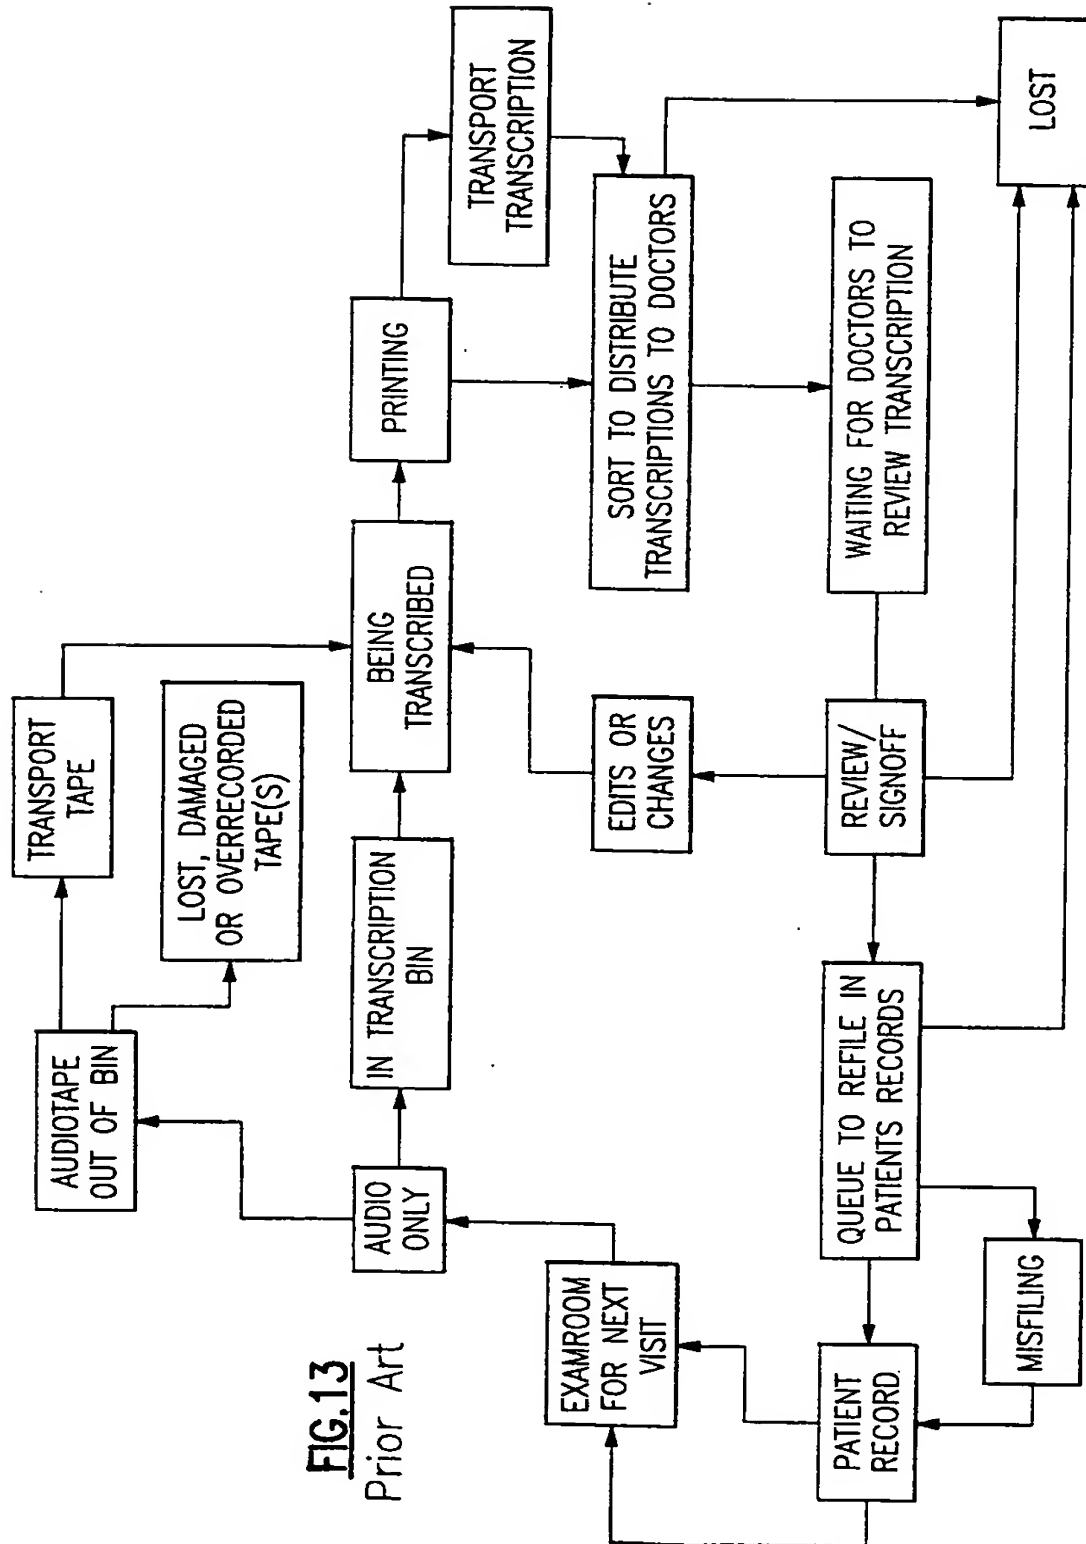 FIG.13
Prior Art
AUDIOTAPE
OUT OF BIN
TRANSPORT
TAPE
LOST, DAMAGED
OR OVERRECORDED
TAPE(S)
AUDIO
ONLY
IN TRANSCRIPTION
BIN
BEING
TRANSCRIBED
PRINTING
TRANSPORT
TRANSCRIPTION
EXAMROOM
FOR NEXT
VISIT
EDITS OR
CHANGES
SORT TO DISTRIBUTE
TRANSCRIPTIONS TO DOCTORS
PATIENT
RECORD
QUEUE TO REFILE IN
PATIENTS RECORDS
REVIEW/
SIGNOFF
WAITING FOR DOCTORS TO
REVIEW TRANSCRIPTION
MISFILING
LOST